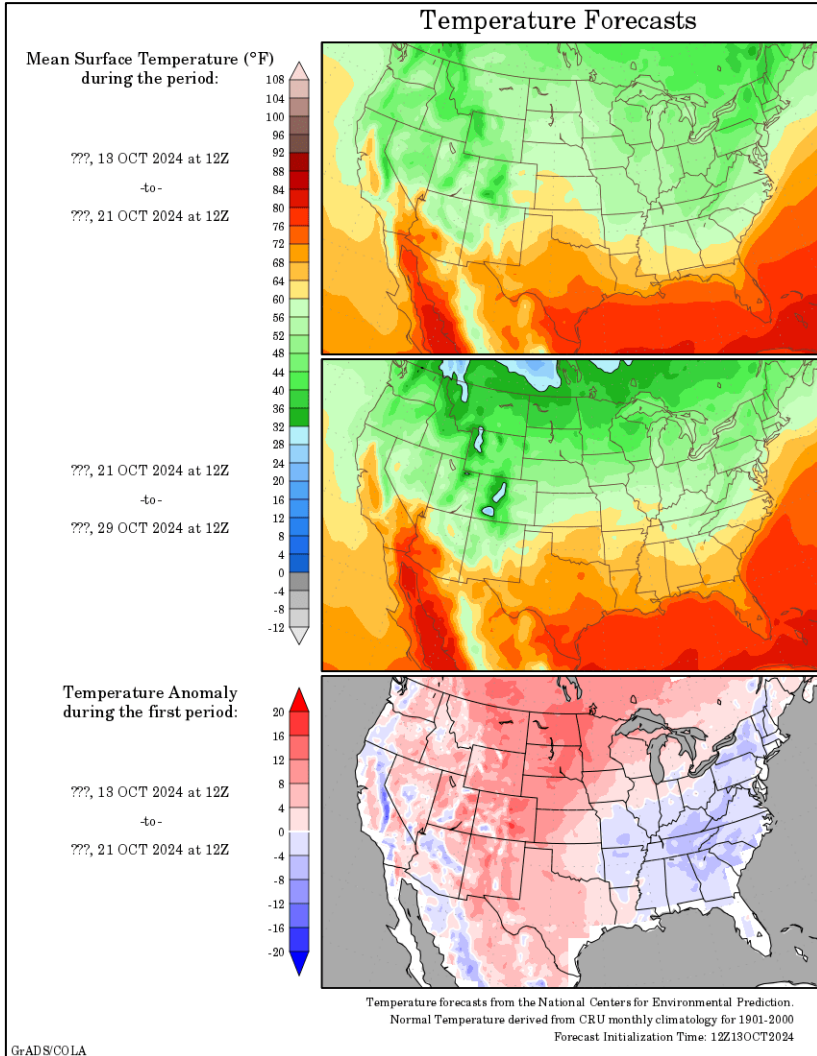 Temperature Forecasts
Mean Surface Temperature (°F)
during the period:
???, 13 OCT 2024 at 12Z
-to-
???, 21 OCT 2024 at 12Z
108
104
100
96
92
88
84
80
76
72
68
64
60
56
52
48
44
40
36
32
28
24
20
16
12
8
4
0
-4
-8
-12
???, 21 OCT 2024 at 12Z
-to-
???, 29 OCT 2024 at 12Z
Temperature Anomaly
during the first period:
???, 13 OCT 2024 at 12Z
-to-
???, 21 OCT 2024 at 12Z
20
16
12
8
4
0
-4
-8
-12
-16
-20
Temperature forecasts from the National Centers for Environmental Prediction.
Normal Temperature derived from CRU monthly climatology for 1901-2000
Forecast Initialization Time: 12Z13OCT2024
GrADS/COLA